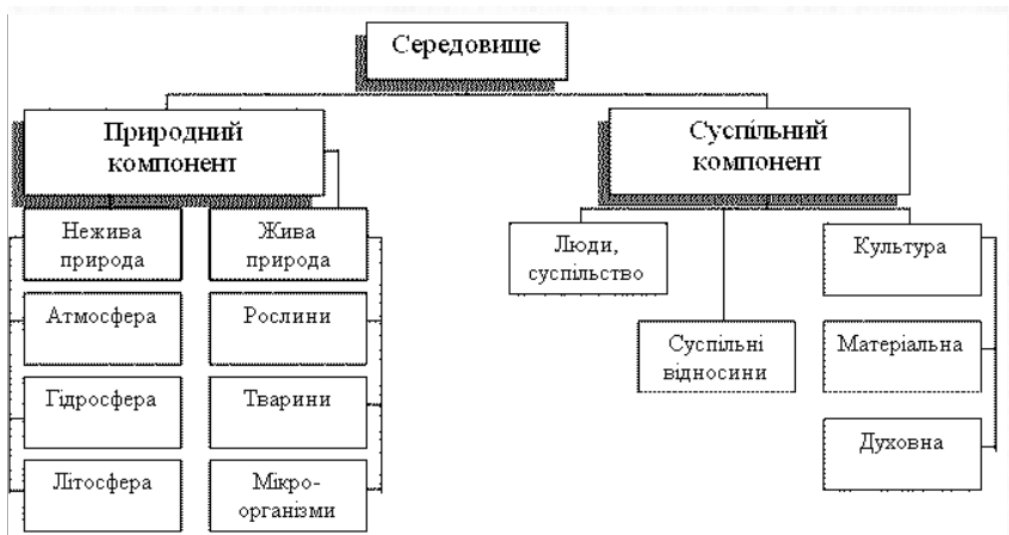 Середовище
Природний
компонент
Суспільний
компонент
Нежива
природа
Жива
природа
Люди,
суспільство
Культура
Атмосфера
Рослини
Суспільні
відносини
Матеріальна
Гідросфера
Тварини
Духовна
Літосфера
Мікро-
організми